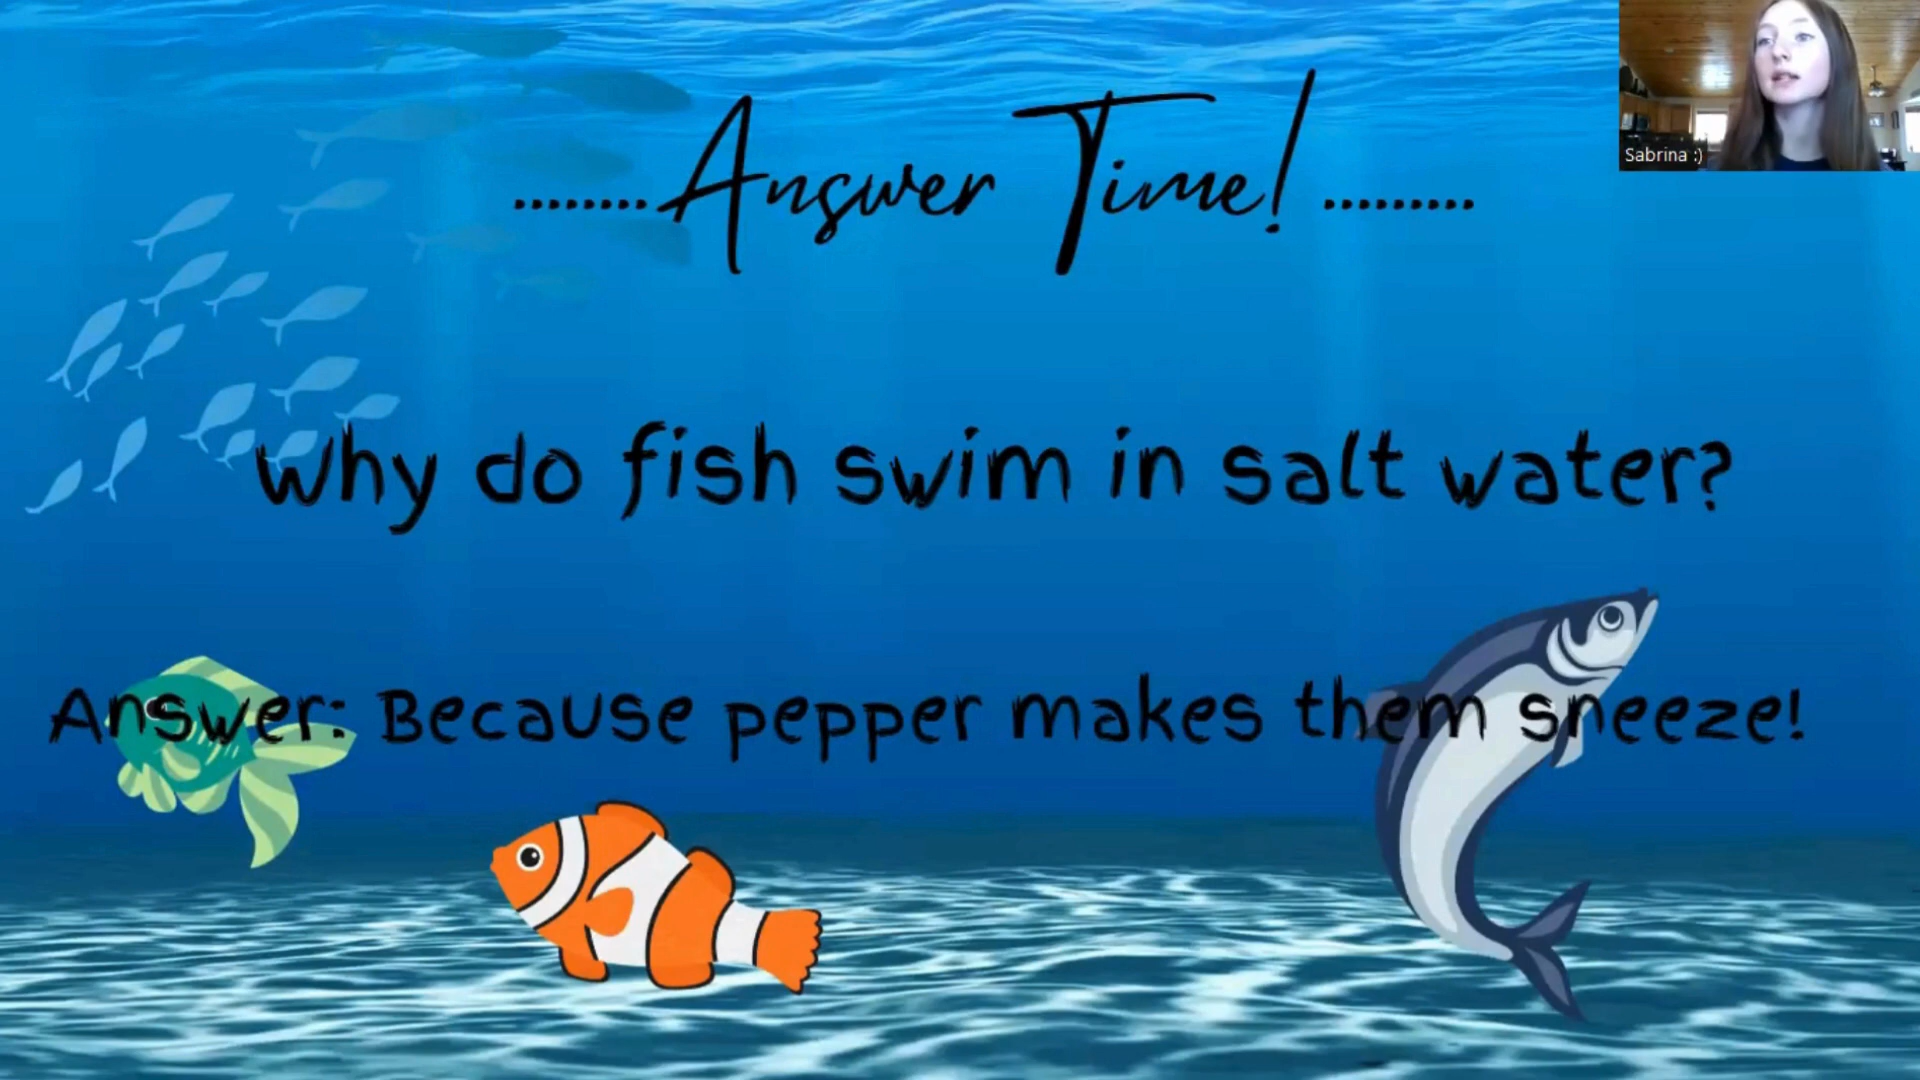 ........Answer Time!.........
Sabrina :)
Why do fish swim in salt water?
Answer: Because pepper makes them sneeze!